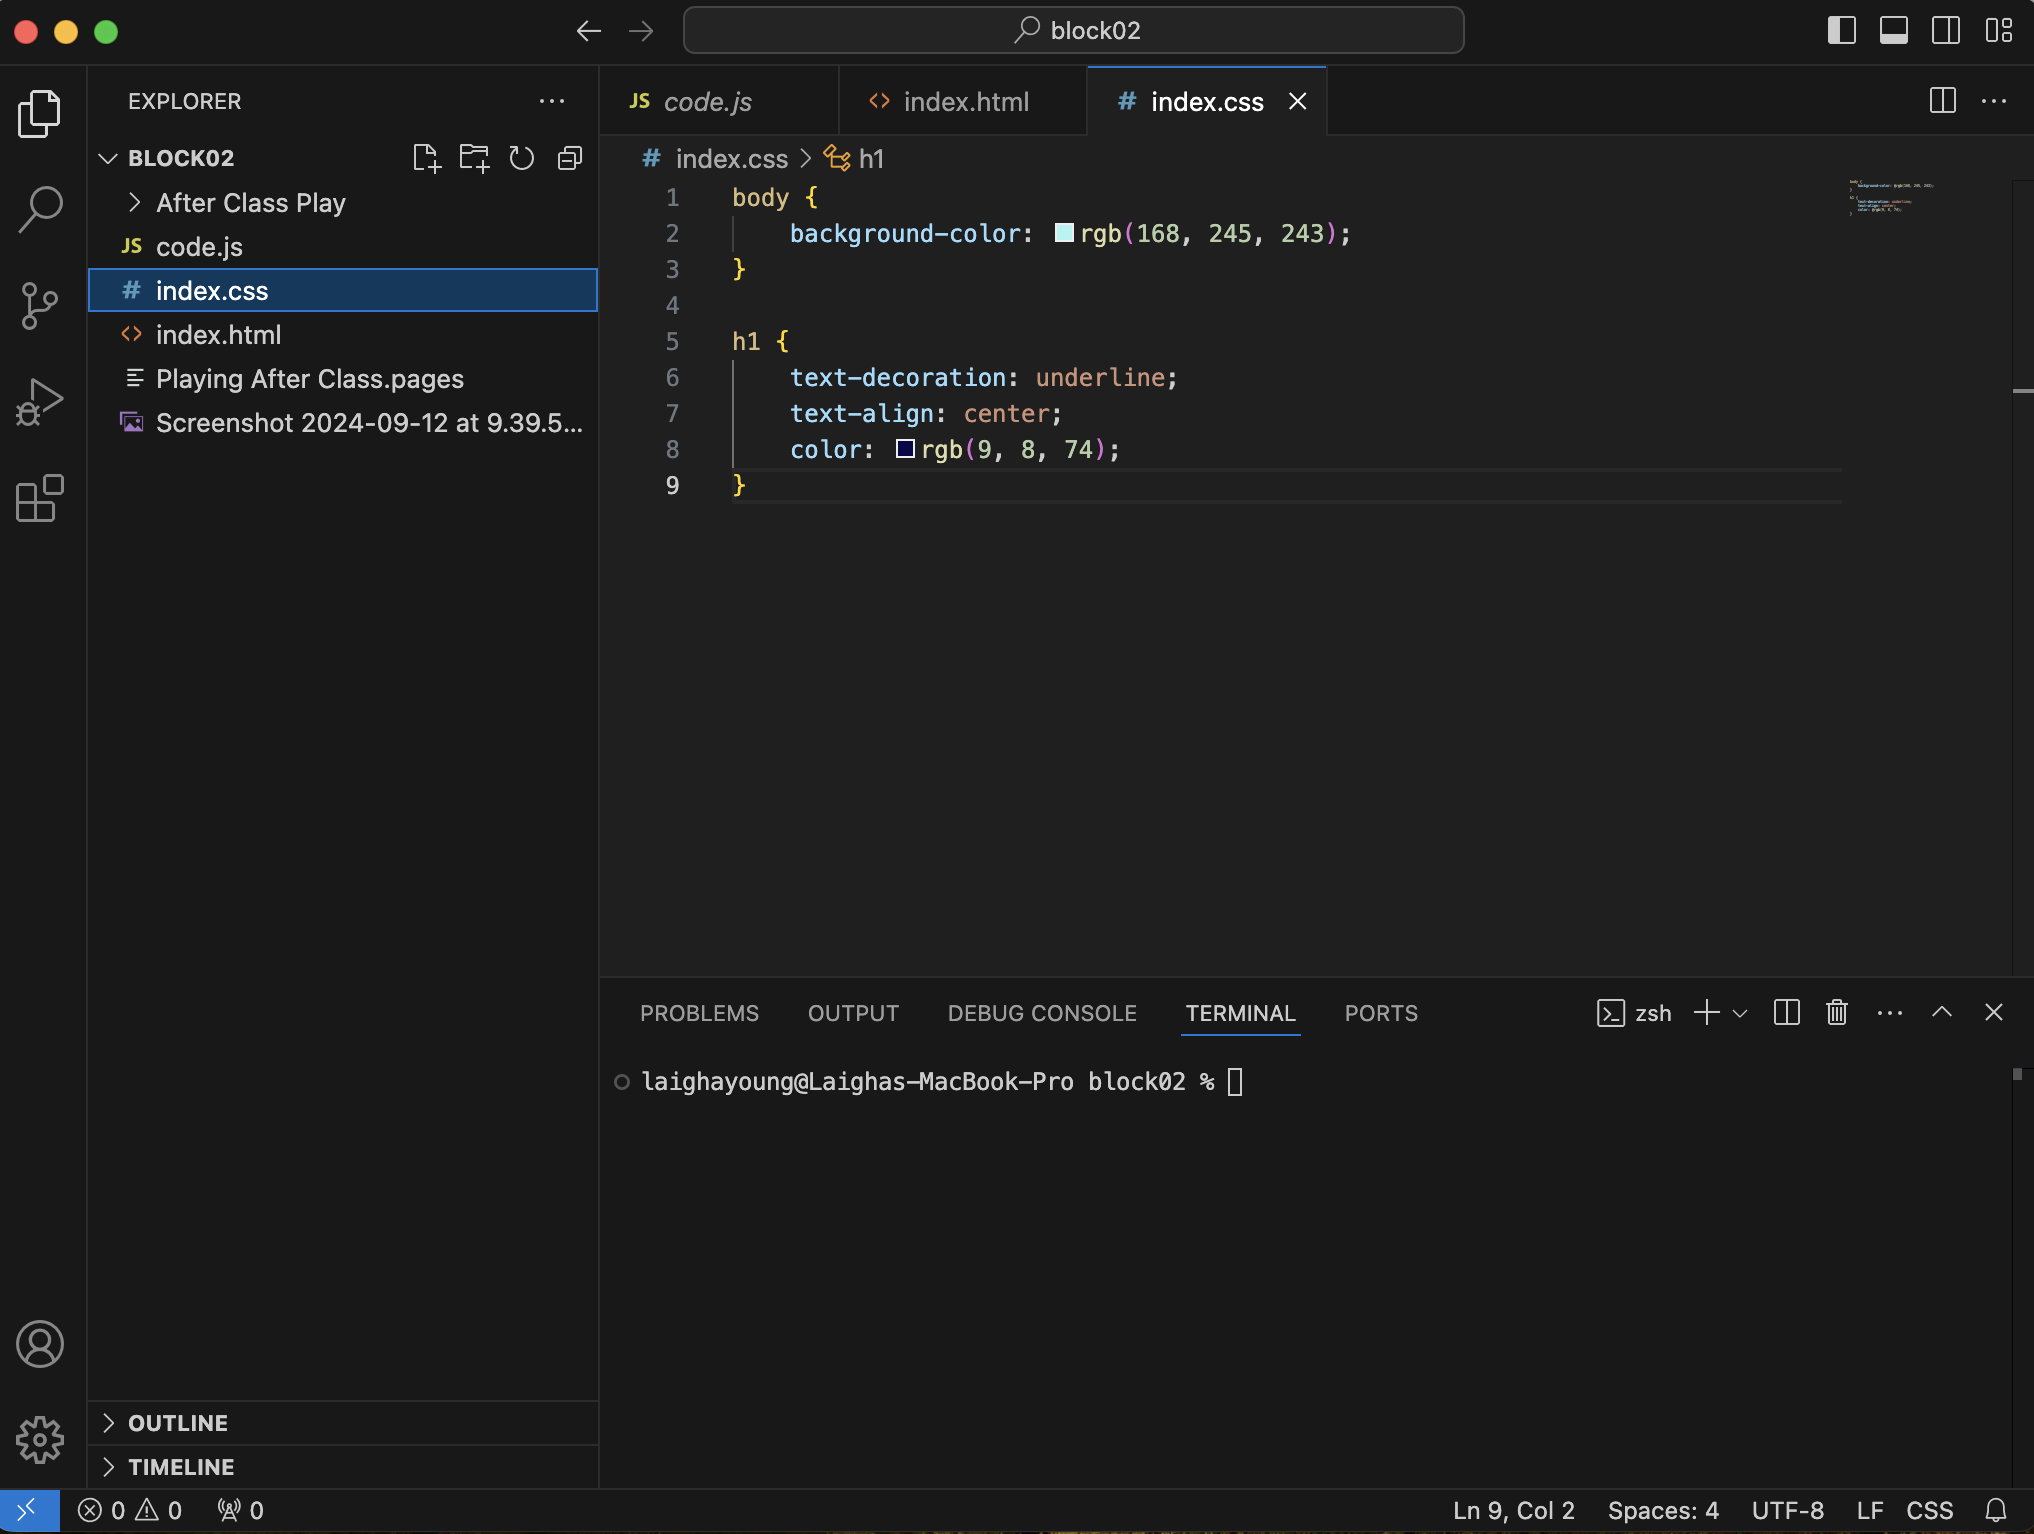 block02
EXPLORER
BLOCK02
After Class Play
JS code.js
# index.css
<> index.html
Playing After Class.pages
Screenshot 2024-09-12 at 9.39.5...
OUTLINE
TIMELINE
JS code.js
<> index.html
# index.css
# index.css > h1
1 body {
2 background-color: rgb(168, 245, 243);
3 }
4
5 h1 {
6 text-decoration: underline;
7 text-align: center;
8 color: rgb(9, 8, 74);
9 }
PROBLEMS OUTPUT DEBUG CONSOLE TERMINAL PORTS zsh
laighayoung@Laighas-MacBook-Pro block02 %
0 0 0 Ln 9, Col 2 Spaces: 4 UTF-8 LF CSS